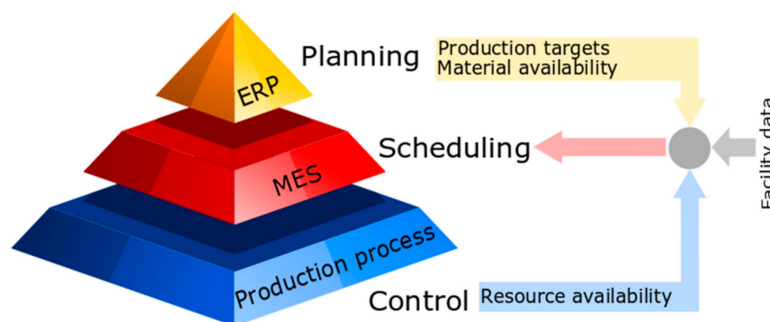 Planning
Production targets
Material availability
ERP
Scheduling
MES
Facility data
Production process
Control
Resource availability